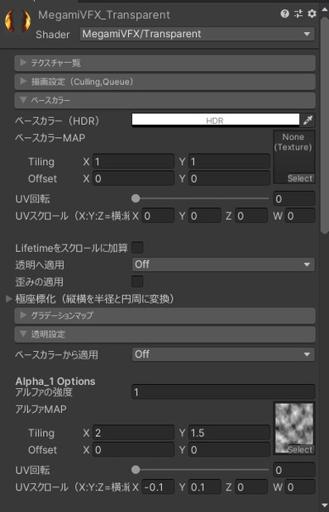 MegamiVFX_Transparent
Shader MegamiVFX/Transparent
テクスチャ一覧
描画設定(Culling,Queue)
ベースカラー
ベースカラー（HDR） HDR
ベースカラーMAP None
(Texture)
Tiling X 1 Y 1
Offset X 0 Y 0 Select
UV回転 0
UVスクロール（X:Y:Z=横:縦 X 0 Y 0 Z 0 W 0
Lifetimeをスクロールに加算
透明へ適用 Off
歪みの適用
極座標化（縦横を半径と円周に変換）
グラデーションマップ
透明設定
ベースカラーから適用 Off
Alpha_1 Options
アルファの強度 1
アルファMAP
Tiling X 2 Y 1.5
Offset X 0 Y 0 Select
UV回転 0
UVスクロール（X:Y:Z=横:縦 X -0.1 Y 0.1 Z 0 W 0